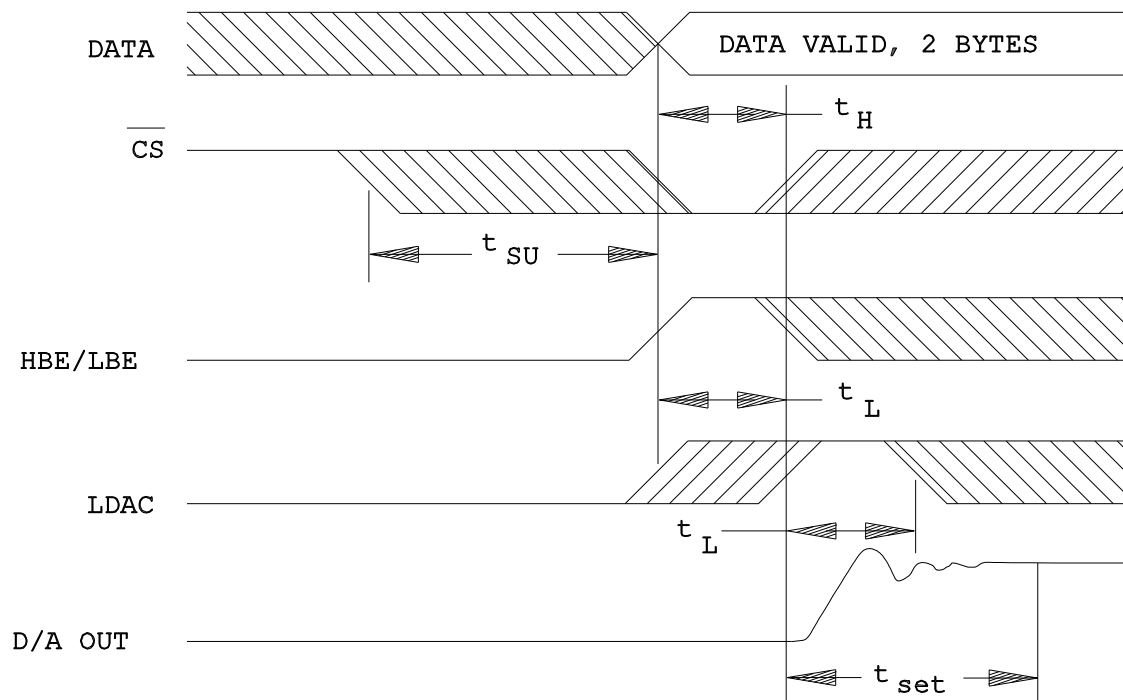 DATA
DATA VALID, 2 BYTES
t H
CS
t SU
HBE/LBE
t L
LDAC
t L
D/A OUT
t set